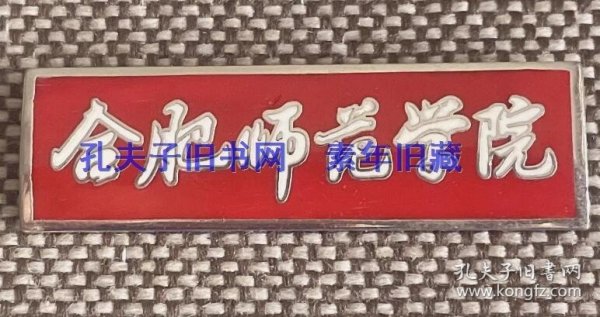 合肥师范学院
孔夫子旧书网 素年旧藏
孔夫子旧书网
www.kongfz.com